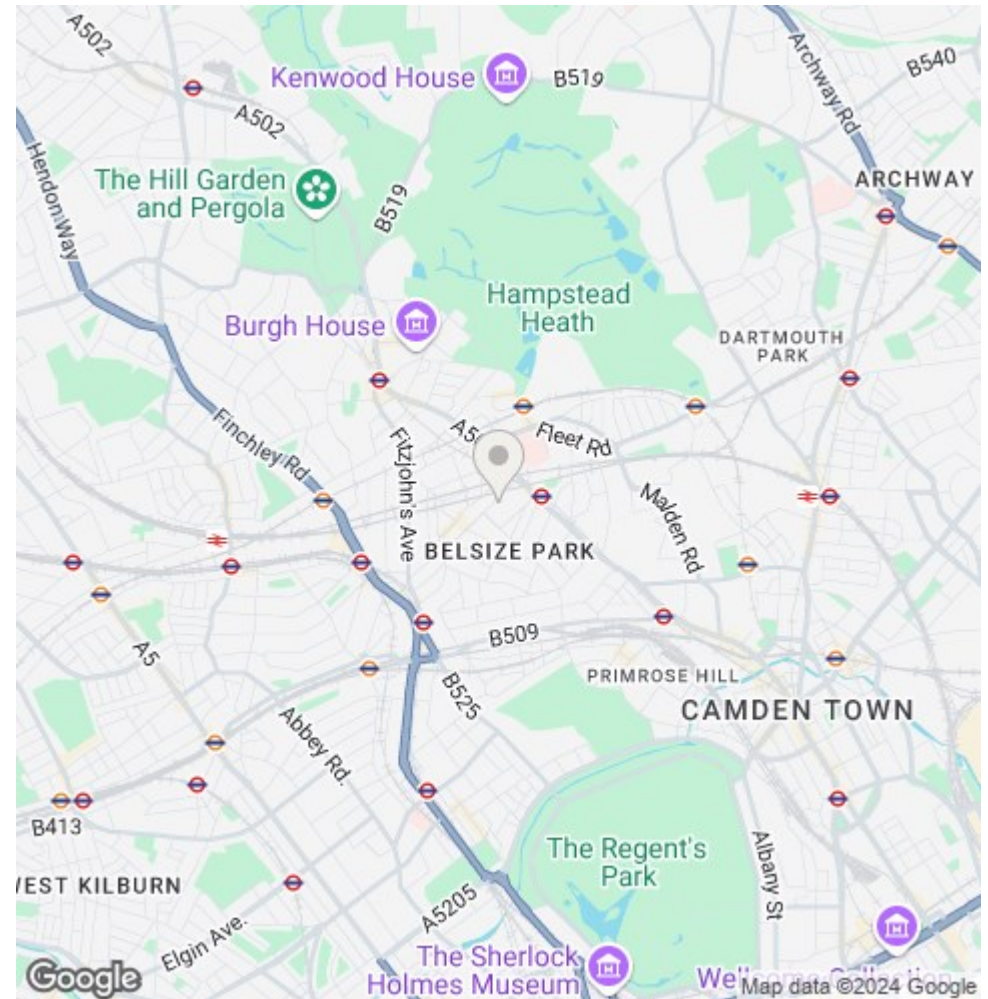 A502
Kenwood House
B519
B540
Archway Rd
A502
Hendon Way
The Hill Garden
and Pergola
B519
ARCHWAY
Hampstead
Heath
Burgh House
DARTMOUTH
PARK
Finchley Rd
Fitzjohn's Ave
Fleet Rd
Malden Rd
BELSIZE PARK
B509
A5
PRIMROSE HILL
B525
CAMDEN TOWN
Abbey Rd.
B413
The Regent's
Park
Albany St
WEST KILBURN
A5205
Elgin Ave.
The Sherlock
Holmes Museum
Google
Map data ©2024 Google